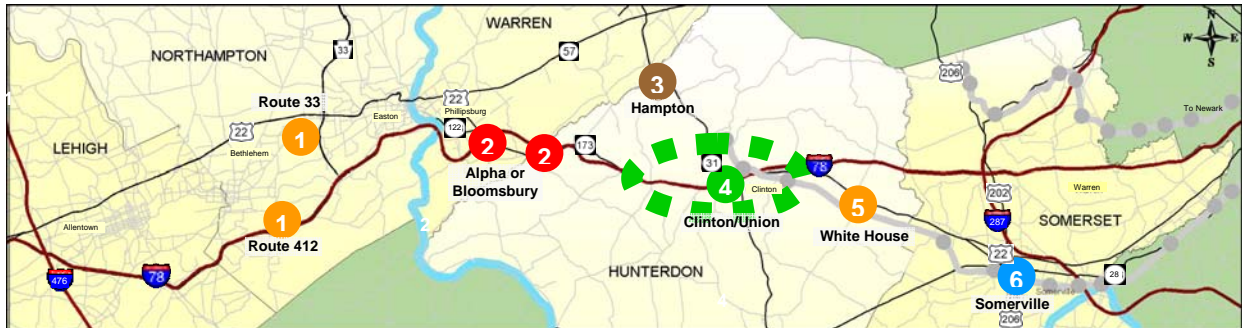 WARREN
N
W E
S
NORTHAMPTON
33
57
206
3
Route 33
Hampton
To Newark
22
Phillipsburg
Easton
122
1
22
Bethlehem
LEHIGH
2
2
173
31
78
Alpha or
Bloomsbury
4
Clinton
Warren
202
Allentown
1
Route 412
Clinton/Union
5
White House
287
SOMERSET
2
HUNTERDON
22
476
78
6
28
Somerville
Somerville
206